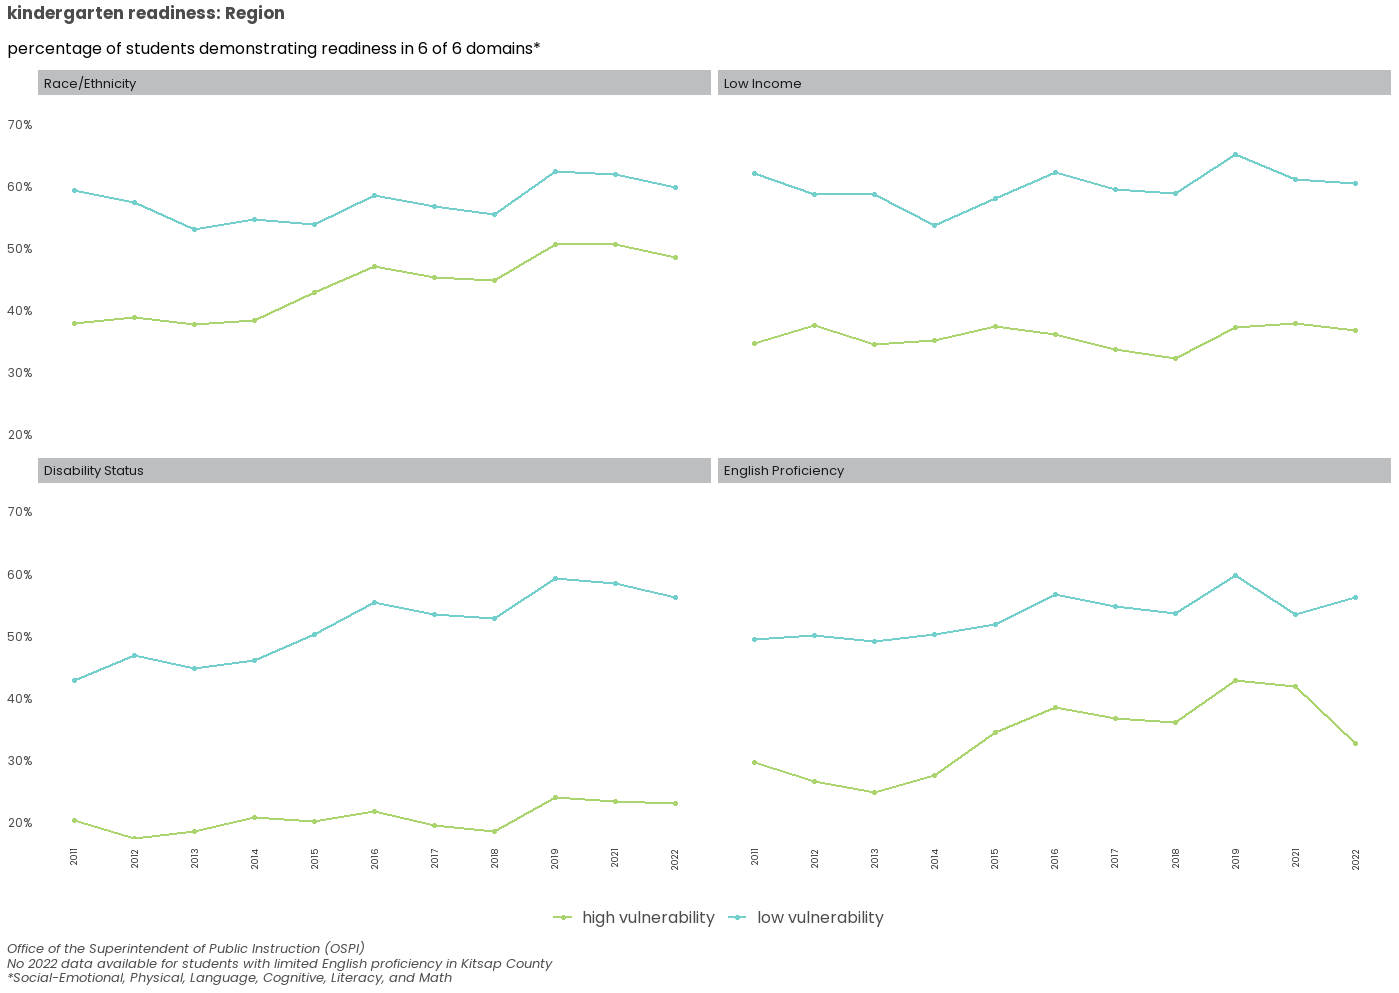 kindergarten readiness: Region
percentage of students demonstrating readiness in 6 of 6 domains*
Race/Ethnicity
Low Income
70%
60%
50%
40%
30%
20%
Disability Status
English Proficiency
70%
60%
50%
40%
30%
20%
2011 2012 2013 2014 2015 2016 2017 2018 2019 2021 2022
2011 2012 2013 2014 2015 2016 2017 2018 2019 2021 2022
high vulnerability low vulnerability
Office of the Superintendent of Public Instruction (OSPI)
No 2022 data available for students with limited English proficiency in Kitsap County
*Social-Emotional, Physical, Language, Cognitive, Literacy, and Math